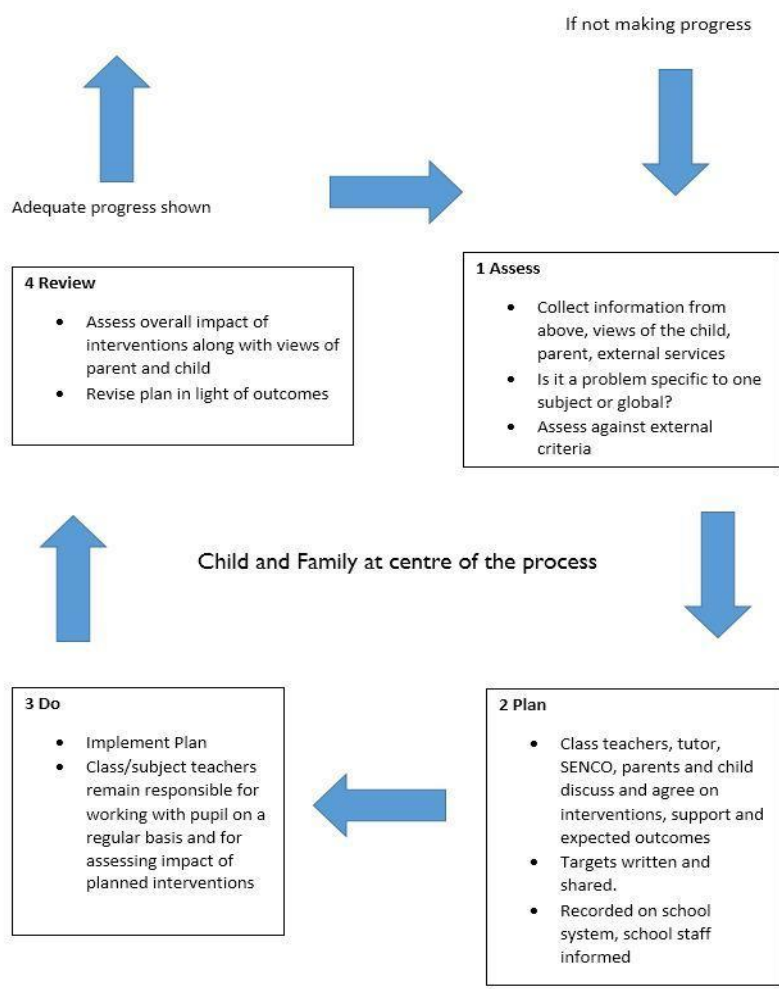 If not making progress
Adequate progress shown
4 Review
• Assess overall impact of
interventions along with views of
parent and child
• Revise plan in light of outcomes
1 Assess
• Collect information from
above, views of the child,
parent, external services
• Is it a problem specific to one
subject or global?
• Assess against external
criteria
Child and Family at centre of the process
3 Do
• Implement Plan
• Class/subject teachers
remain responsible for
working with pupil on a
regular basis and for
assessing impact of
planned interventions
2 Plan
• Class teachers, tutor,
SENCO, parents and child
discuss and agree on
interventions, support and
expected outcomes
• Targets written and
shared.
• Recorded on school
system, school staff
informed